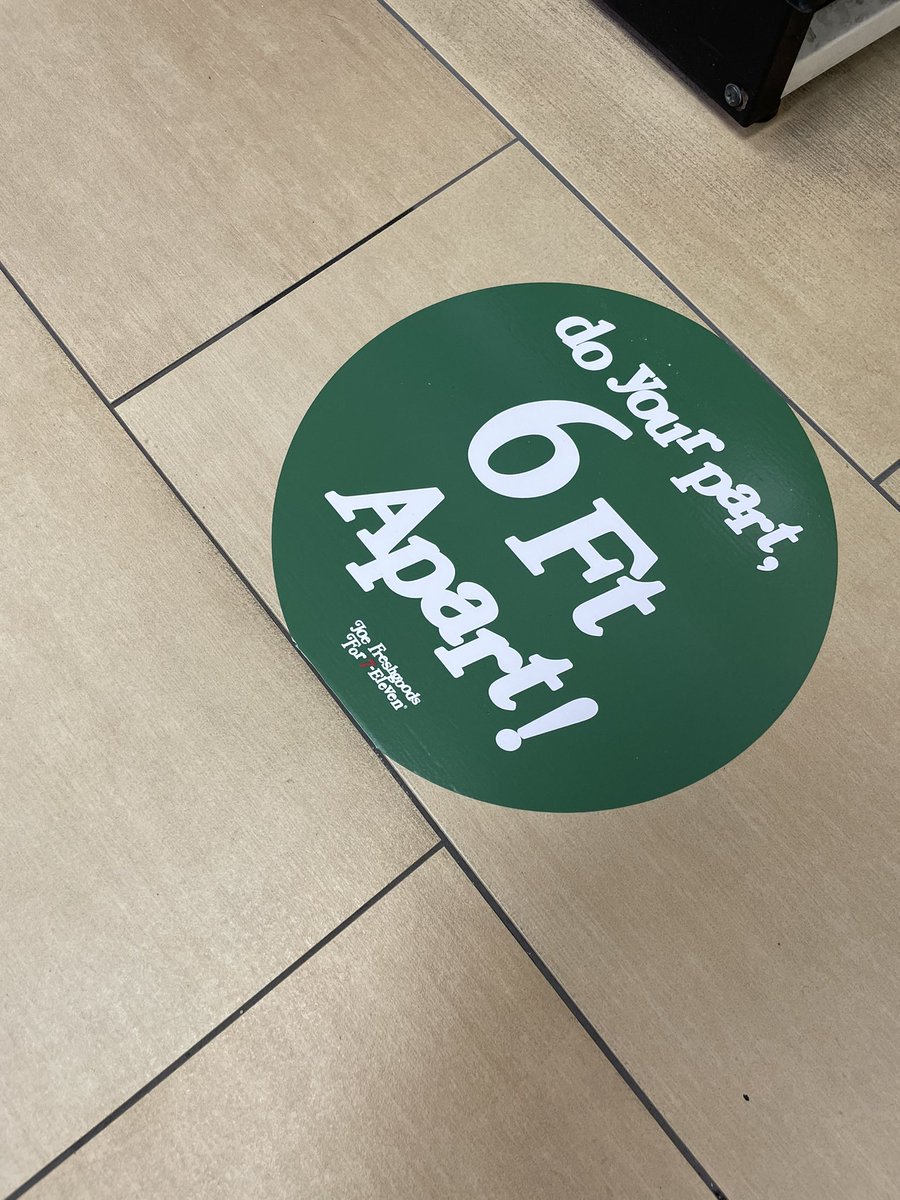 do your part,
6 Ft
Apart!
Joe Freshgoods
For 7-Eleven®